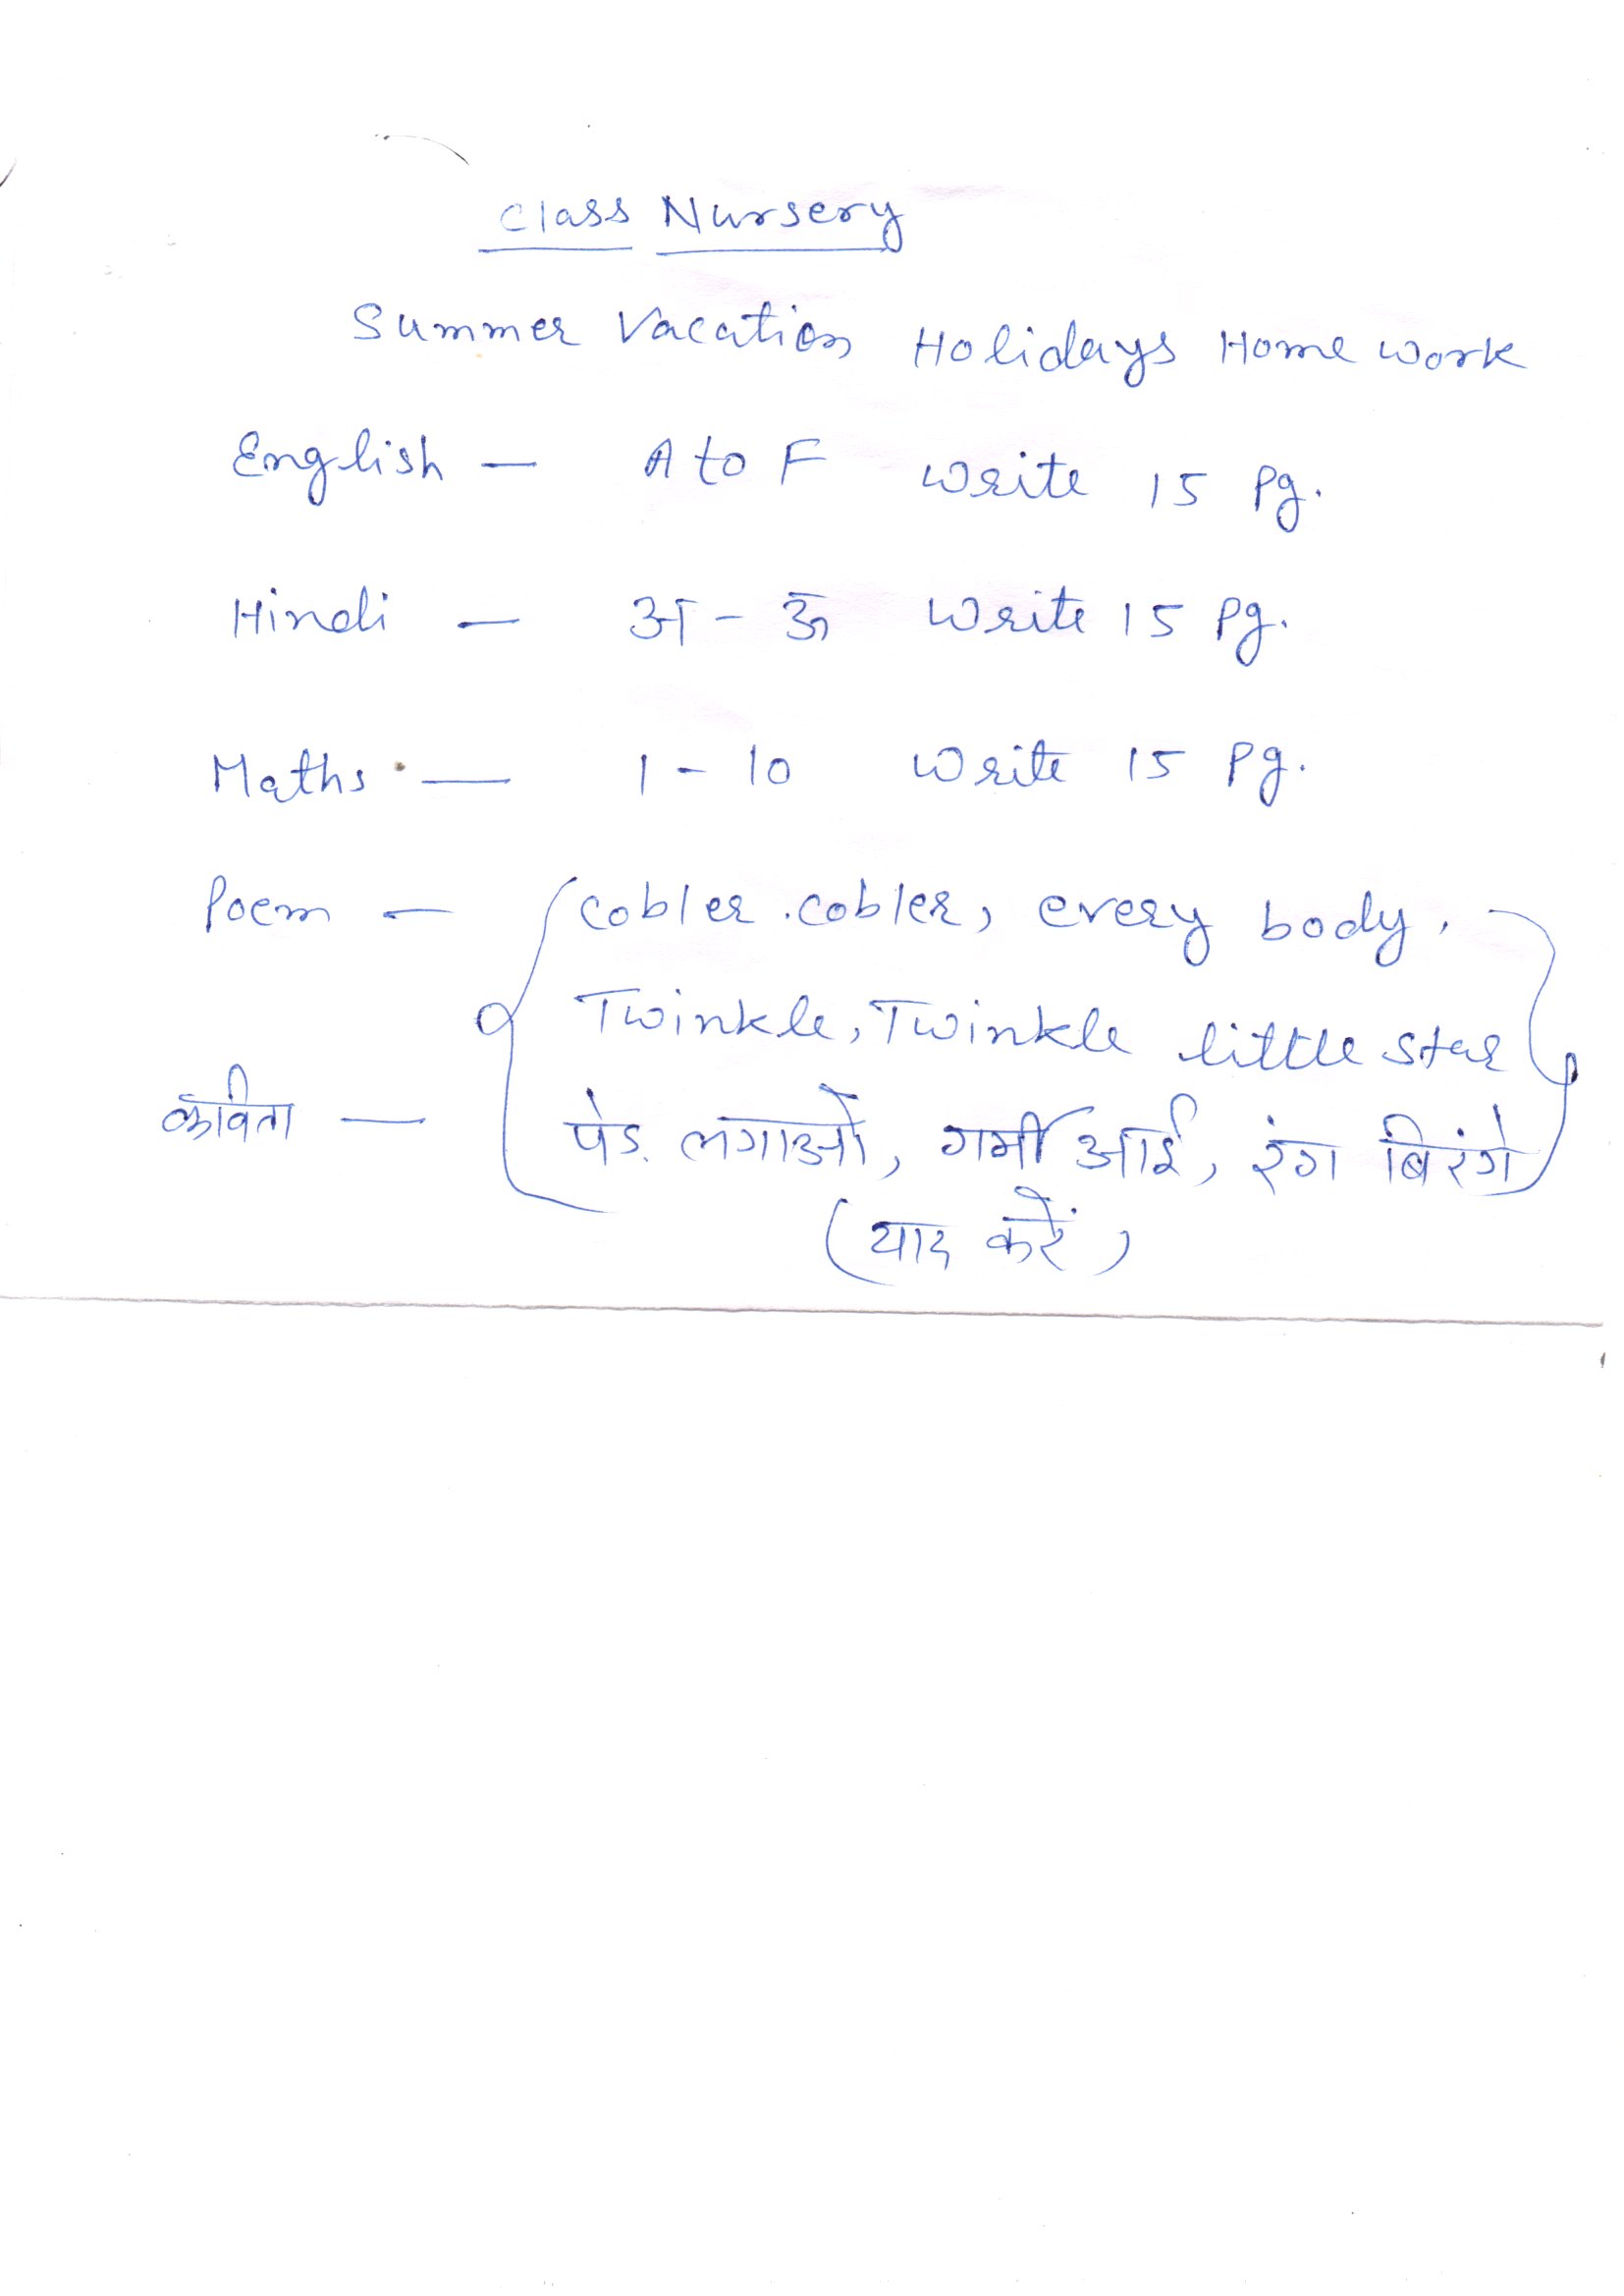 Class Nursery
Summer Vacation Holidays Home work
English — A to F Write 15 Pg.
Hindi — अ - ऊ Write 15 Pg.
Maths — 1 - 10 Write 15 Pg.
Poem — cobler cobler, every body,
Twinkle, Twinkle little star
कविता — पेड़ लगाओ, गर्मी आई, रंग बिरंगे
(याद करें)